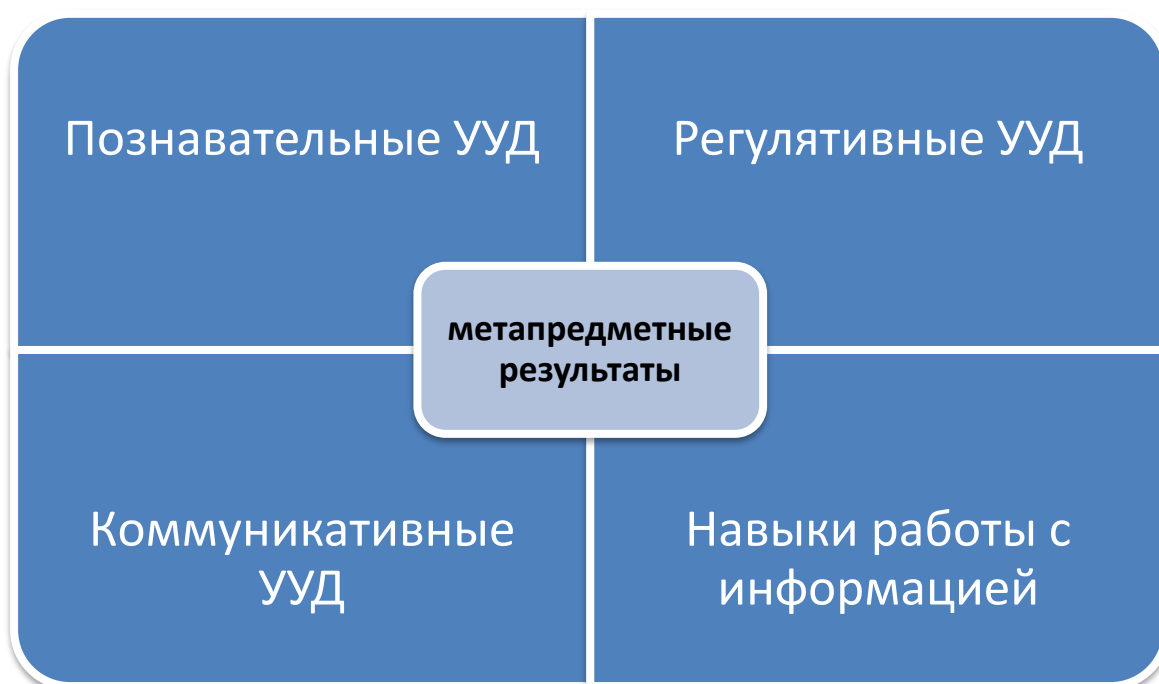 Познавательные УУД
Регулятивные УУД
метапредметные
результаты
Коммуникативные
УУД
Навыки работы с
информацией